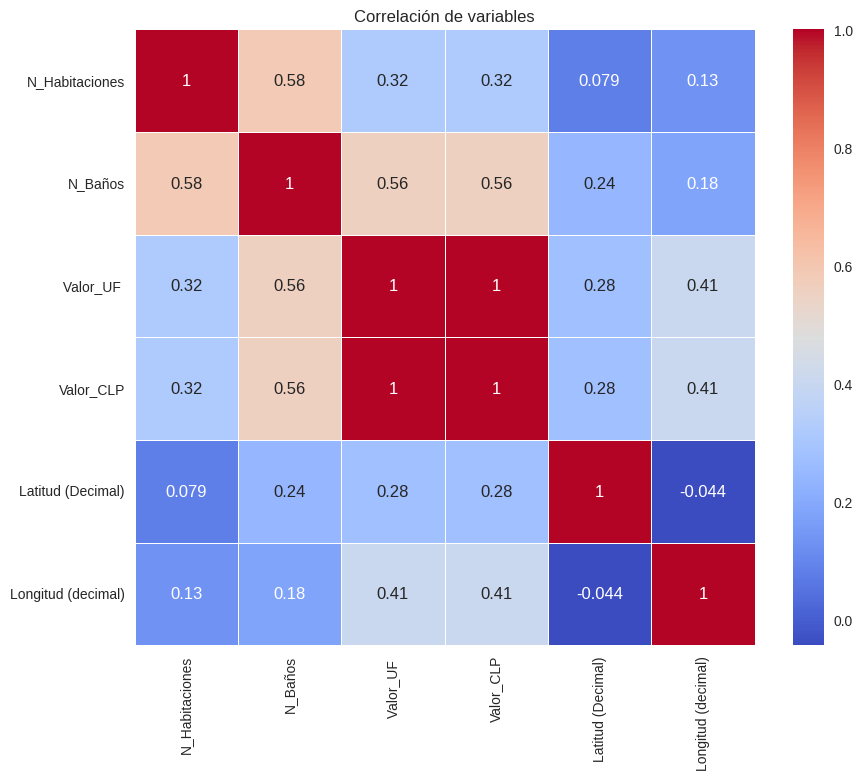 Correlación de variables
N_Habitaciones 1 0.58 0.32 0.32 0.079 0.13
N_Baños 0.58 1 0.56 0.56 0.24 0.18
Valor_UF 0.32 0.56 1 1 0.28 0.41
Valor_CLP 0.32 0.56 1 1 0.28 0.41
Latitud (Decimal) 0.079 0.24 0.28 0.28 1 -0.044
Longitud (decimal) 0.13 0.18 0.41 0.41 -0.044 1
N_Habitaciones
N_Baños
Valor_UF
Valor_CLP
Latitud (Decimal)
Longitud (decimal)
1.0
0.8
0.6
0.4
0.2
0.0